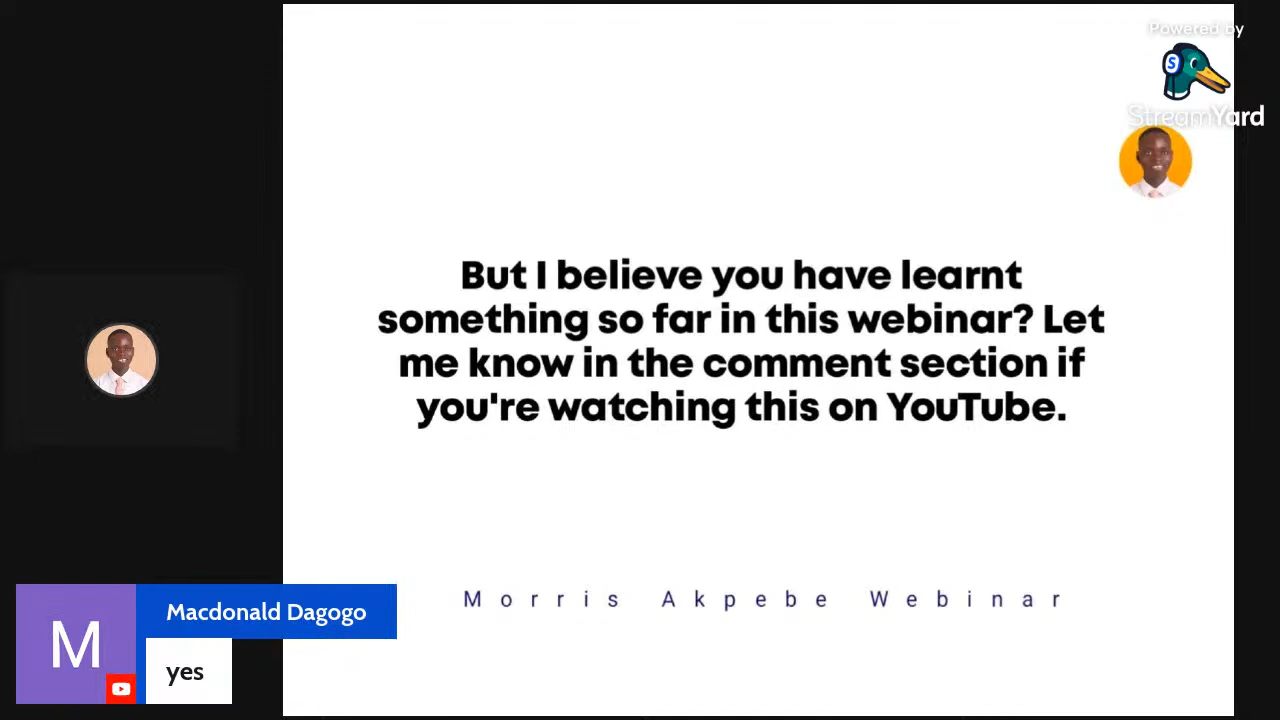 Powered by
StreamYard
But I believe you have learnt
something so far in this webinar? Let
me know in the comment section if
you're watching this on YouTube.
Morris Akpebe Webinar
Macdonald Dagogo
M
yes